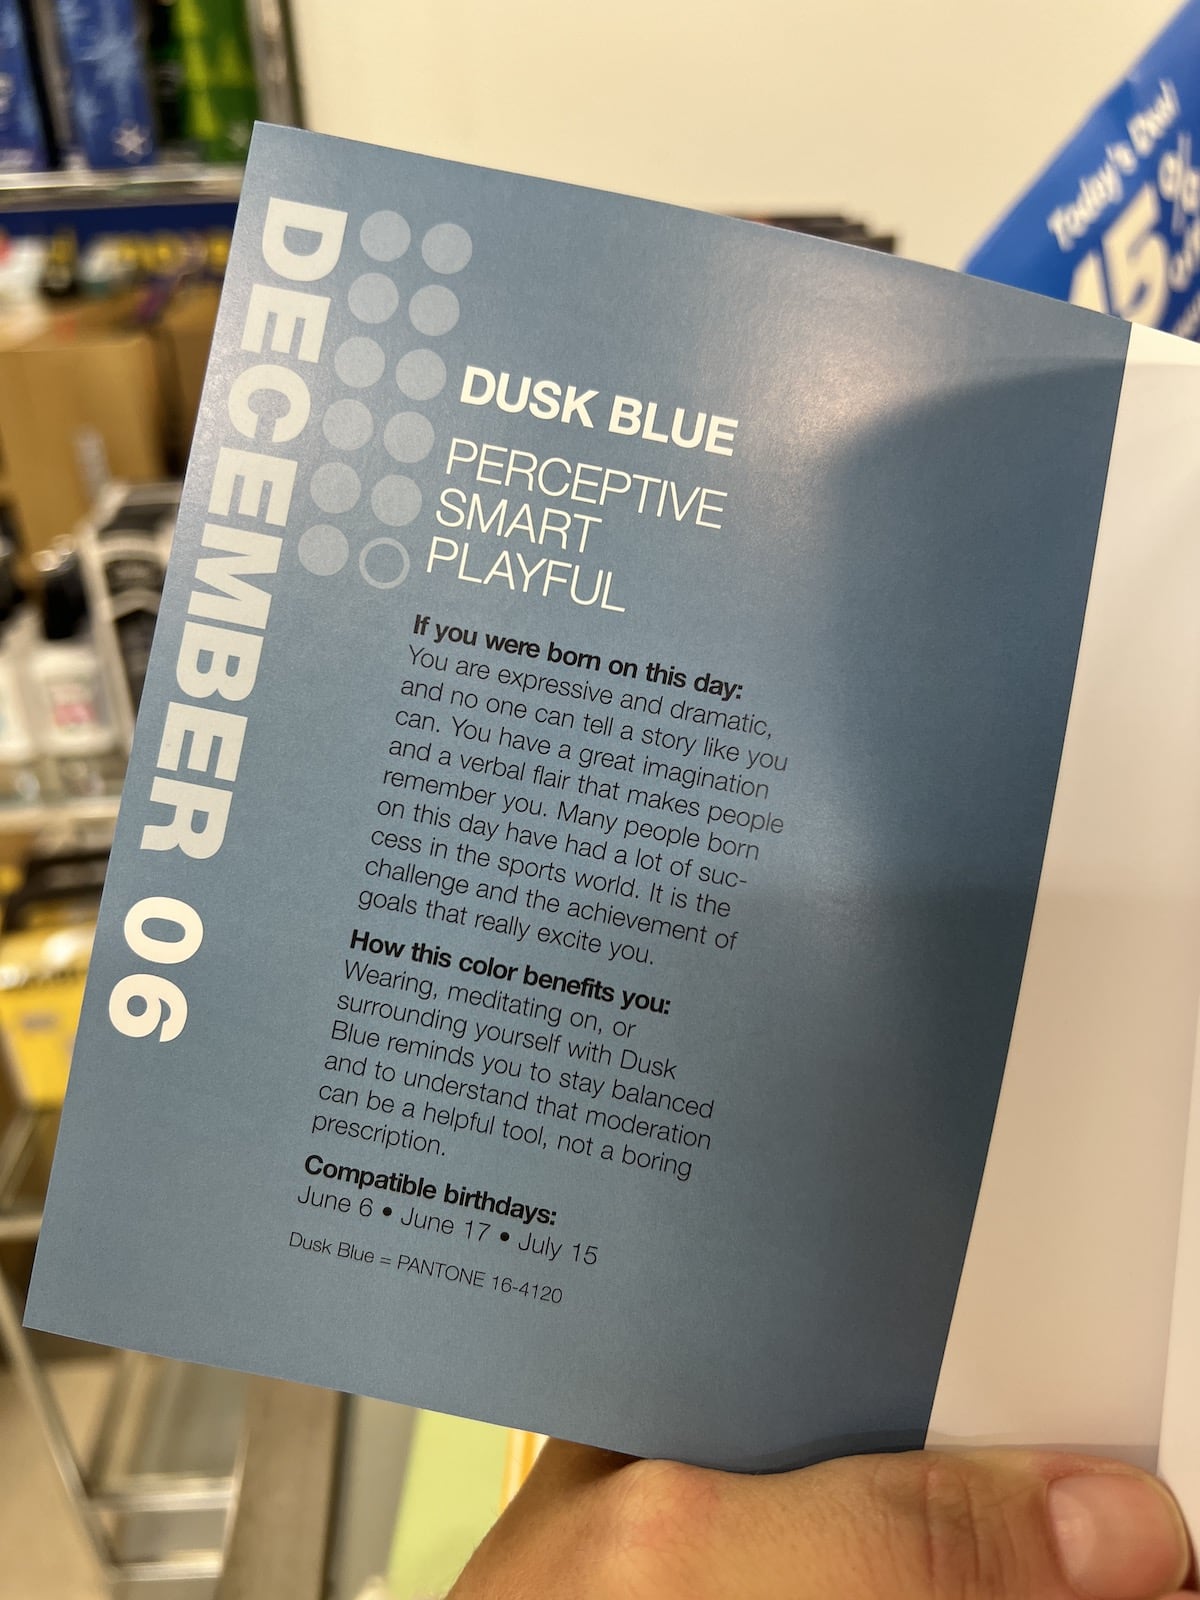 Today's Deal
15%
DECEMBER 06
DUSK BLUE
PERCEPTIVE
SMART
PLAYFUL
If you were born on this day:
You are expressive and dramatic,
and no one can tell a story like you
can. You have a great imagination
and a verbal flair that makes people
remember you. Many people born
on this day have had a lot of suc-
cess in the sports world. It is the
challenge and the achievement of
goals that really excite you.
How this color benefits you:
Wearing, meditating on, or
surrounding yourself with Dusk
Blue reminds you to stay balanced
and to understand that moderation
can be a helpful tool, not a boring
prescription.
Compatible birthdays:
June 6 • June 17 • July 15
Dusk Blue = PANTONE 16-4120